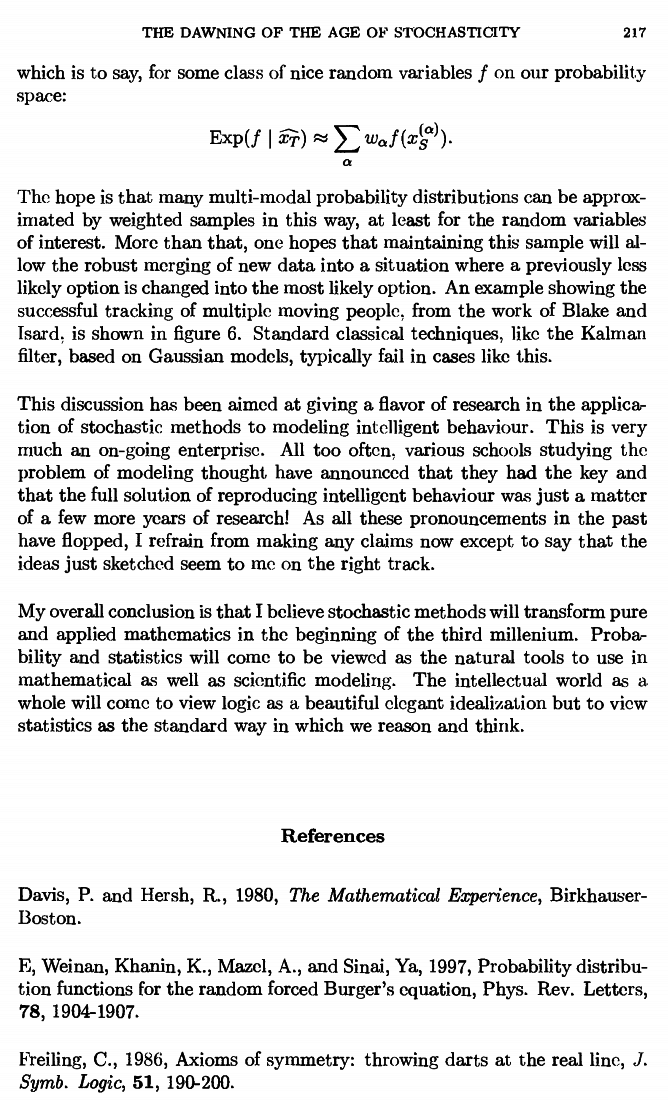 THE DAWNING OF THE AGE OF STOCHASTICITY 217
which is to say, for some class of nice random variables f on our probability
space:
Exp(f | \widehat{x_T}) ≈ \sum_α w_α f(x_S^{(α)}).
The hope is that many multi-modal probability distributions can be approx-
imated by weighted samples in this way, at least for the random variables
of interest. More than that, one hopes that maintaining this sample will al-
low the robust merging of new data into a situation where a previously less
likely option is changed into the most likely option. An example showing the
successful tracking of multiple moving people, from the work of Blake and
Isard, is shown in figure 6. Standard classical techniques, like the Kalman
filter, based on Gaussian models, typically fail in cases like this.
This discussion has been aimed at giving a flavor of research in the applica-
tion of stochastic methods to modeling intelligent behaviour. This is very
much an on-going enterprise. All too often, various schools studying the
problem of modeling thought have announced that they had the key and
that the full solution of reproducing intelligent behaviour was just a matter
of a few more years of research! As all these pronouncements in the past
have flopped, I refrain from making any claims now except to say that the
ideas just sketched seem to me on the right track.
My overall conclusion is that I believe stochastic methods will transform pure
and applied mathematics in the beginning of the third millenium. Proba-
bility and statistics will come to be viewed as the natural tools to use in
mathematical as well as scientific modeling. The intellectual world as a
whole will come to view logic as a beautiful elegant idealization but to view
statistics as the standard way in which we reason and think.
References
Davis, P. and Hersh, R., 1980, The Mathematical Experience, Birkhauser-
Boston.
E, Weinan, Khanin, K., Mazel, A., and Sinai, Ya, 1997, Probability distribu-
tion functions for the random forced Burger's equation, Phys. Rev. Letters,
78, 1904-1907.
Freiling, C., 1986, Axioms of symmetry: throwing darts at the real line, J.
Symb. Logic, 51, 190-200.